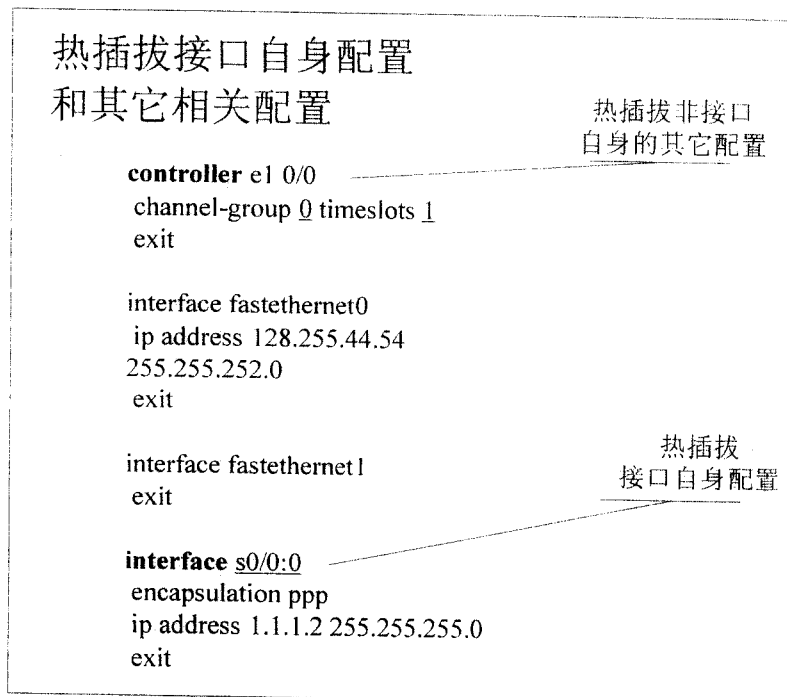 热插拔接口自身配置
和其它相关配置
热插拔非接口
自身的其它配置
controller e1 0/0
channel-group 0 timeslots 1
exit
interface fastethernet0
ip address 128.255.44.54
255.255.252.0
exit
interface fastethernet1
exit
热插拔
接口自身配置
interface s0/0:0
encapsulation ppp
ip address 1.1.1.2 255.255.255.0
exit